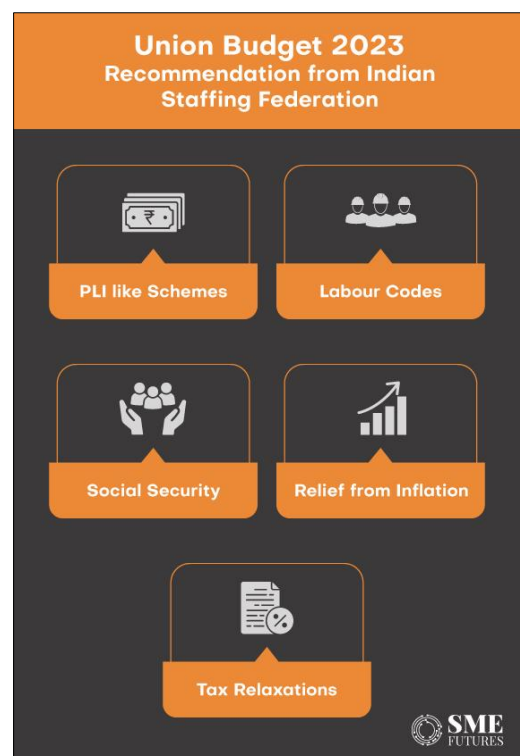 Union Budget 2023
Recommendation from Indian
Staffing Federation
₹
PLI like Schemes
Labour Codes
Social Security
Relief from Inflation
%
Tax Relaxations
SME
FUTURES